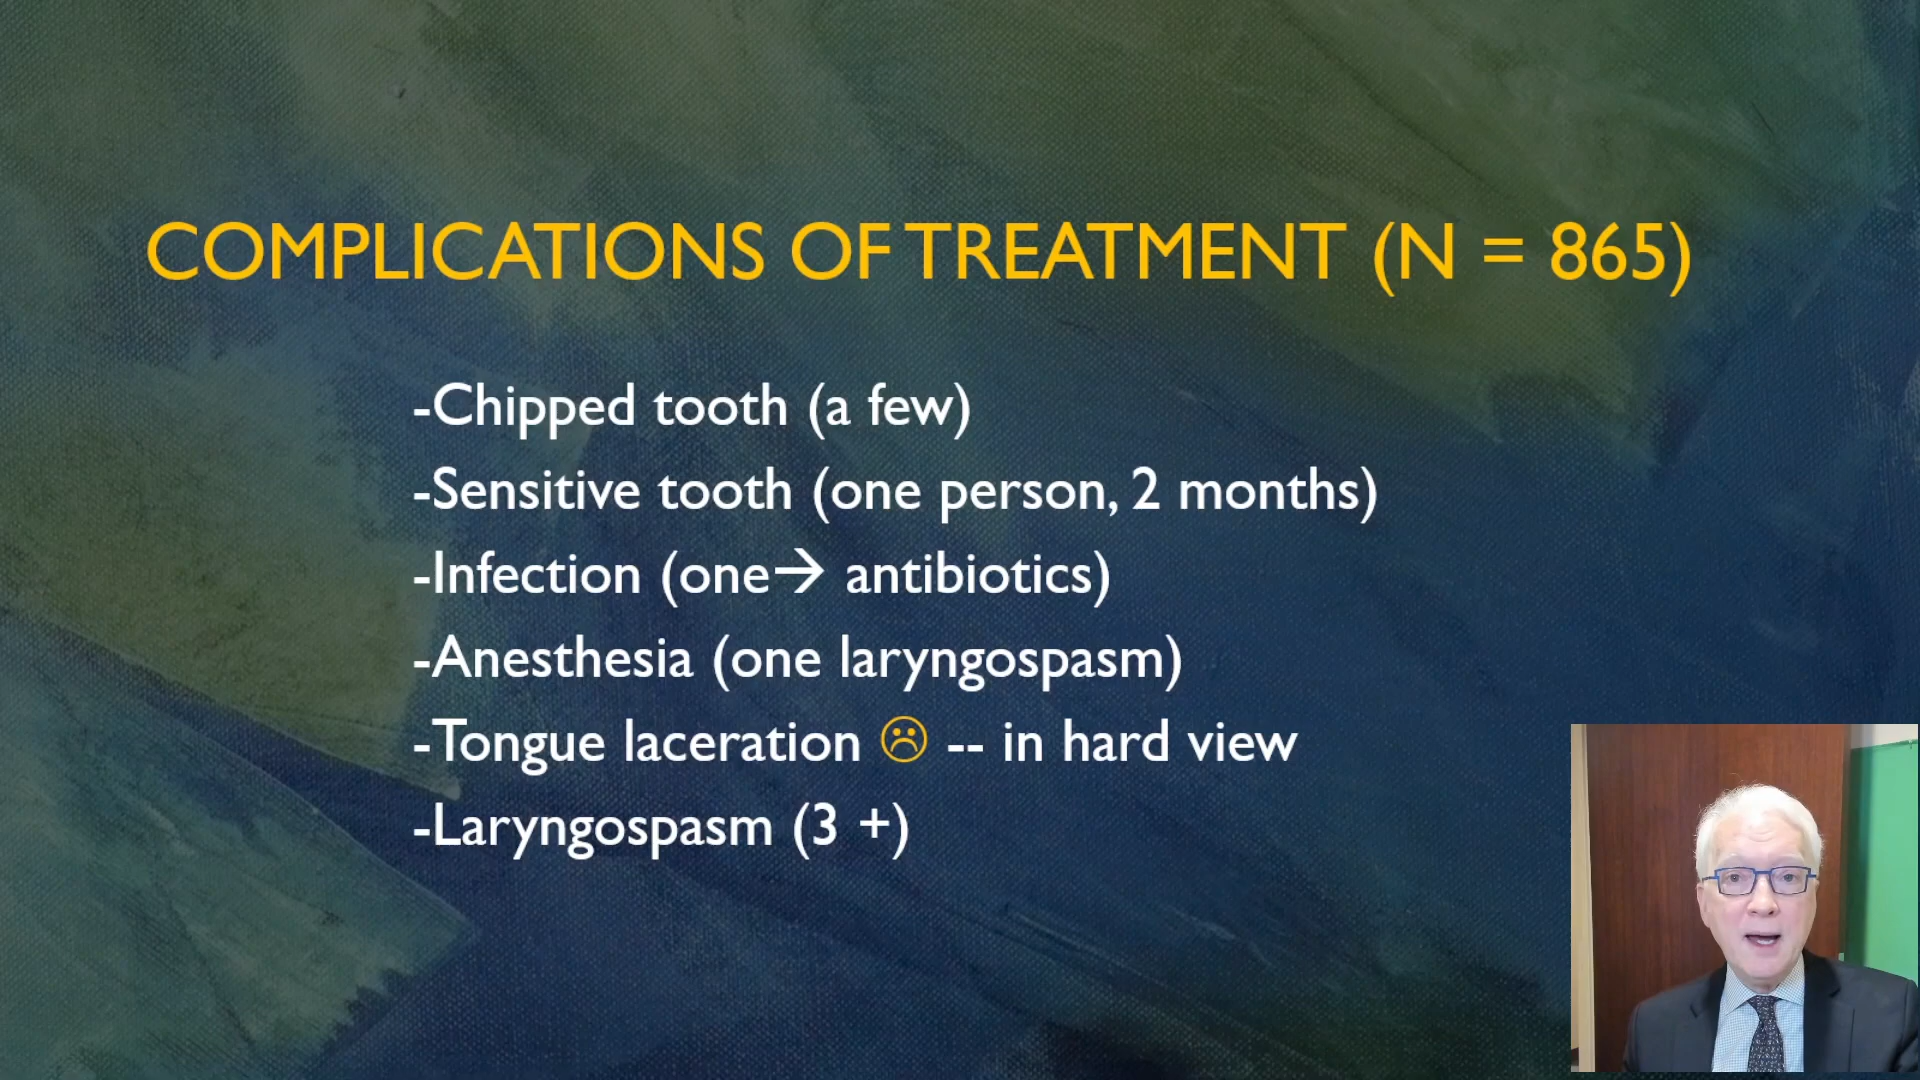 COMPLICATIONS OF TREATMENT (N = 865)
-Chipped tooth (a few)
-Sensitive tooth (one person, 2 months)
-Infection (one→ antibiotics)
-Anesthesia (one laryngospasm)
-Tongue laceration ☹ -- in hard view
-Laryngospasm (3 +)